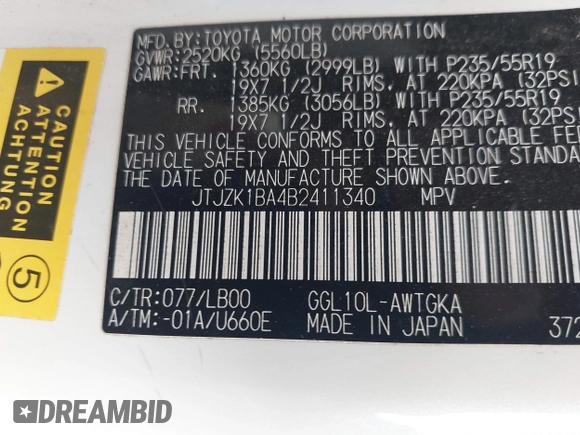 MFD. BY: TOYOTA MOTOR CORPORATION
GVWR: 2520KG (5560LB)
GAWR: FRT. 1360KG (2999LB) WITH P235/55R19
19X7 1/2J RIMS. AT 220KPA (32PSI
RR. 1385KG (3056LB) WITH P235/55R19
19X7 1/2J RIMS. AT 220KPA (32PS
THIS VEHICLE CONFORMS TO ALL APPLICABLE FE
VEHICLE SAFETY AND THEFT PREVENTION STANDA
THE DATE OF MANUFACTURE SHOWN ABOVE.
JTJZK1BA4B2411340 MPV
C/TR: 077/LB00 GGL10L-AWTGKA
A/TM: -01A/U660E MADE IN JAPAN 372
CAUTION
ATTENTION
ACHTUNG
5
DREAMBID